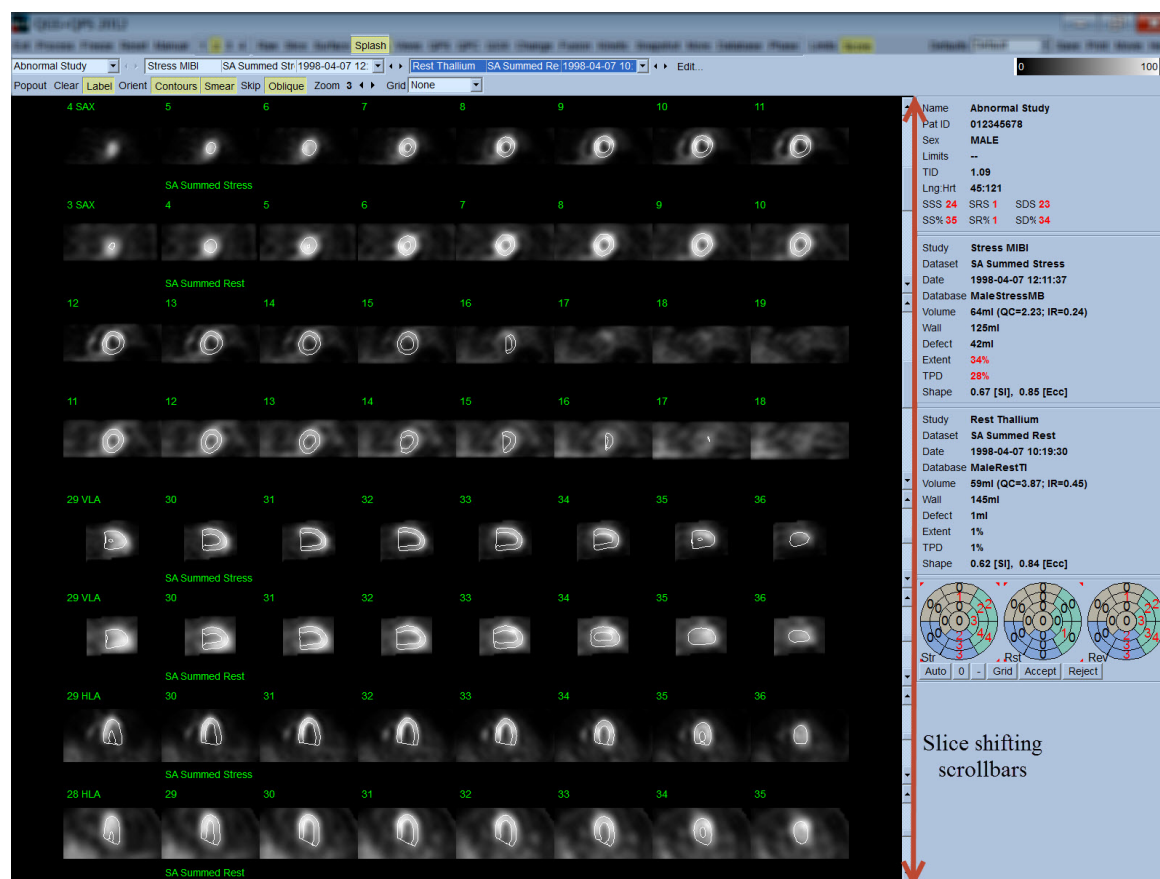 QGS+QPS 2012
Splash
Abnormal Study Stress MIBI SA Summed Str 1998-04-07 12: Rest Thallium SA Summed Re 1998-04-07 10: Edit...
0 100
Popout Clear Label Orient Contours Smear Skip Oblique Zoom 3 Grid None
4 SAX 5 6 7 8 9 10 11
SA Summed Stress
3 SAX 4 5 6 7 8 9 10
SA Summed Rest
12 13 14 15 16 17 18 19
11 12 13 14 15 16 17 18
29 VLA 30 31 32 33 34 35 36
SA Summed Stress
29 VLA 30 31 32 33 34 35 36
SA Summed Rest
29 HLA 30 31 32 33 34 35 36
SA Summed Stress
28 HLA 29 30 31 32 33 34 35
SA Summed Rest
Name Abnormal Study
Pat ID 012345678
Sex MALE
Limits --
TID 1.09
Lng:Hrt 45:121
SSS 24 SRS 1 SDS 23
SS% 35 SR% 1 SD% 34
Study Stress MIBI
Dataset SA Summed Stress
Date 1998-04-07 12:11:37
Database MaleStressMB
Volume 64ml (QC=2.23; IR=0.24)
Wall 125ml
Defect 42ml
Extent 34%
TPD 28%
Shape 0.67 [SI], 0.85 [Ecc]
Study Rest Thallium
Dataset SA Summed Rest
Date 1998-04-07 10:19:30
Database MaleRestTl
Volume 59ml (QC=3.87; IR=0.45)
Wall 145ml
Defect 1ml
Extent 1%
TPD 1%
Shape 0.62 [SI], 0.84 [Ecc]
Str Rst Rev
Auto 0 - Grid Accept Reject
Slice shifting
scrollbars